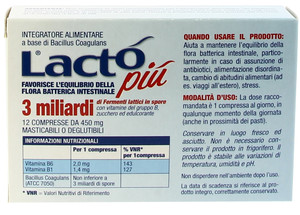 INTEGRATORE ALIMENTARE
a base di Bacillus Coagulans
Lactó
più
FAVORISCE L'EQUILIBRIO DELLA
FLORA BATTERICA INTESTINALE
3 miliardi
di Fermenti lattici in spore
con vitamine del gruppo B,
zucchero ed edulcorante
12 COMPRESSE DA 450 mg
MASTICABILI O DEGLUTIBILI
INFORMAZIONI NUTRIZIONALI
Per 1 compressa
% VNR*
per 1 compressa
Vitamina B6 2,0 mg 143
Vitamina B1 1,4 mg 127
Bacillus Coagulans
(ATCC 7050)
Non inferiore a
3 miliardi di spore
* VNR = Valori Nutritivi di Riferimento
QUANDO USARE IL PRODOTTO:
Aiuta a mantenere l'equilibrio della
flora batterica intestinale, particolar-
mente in caso di assunzione di
antibiotici, alimentazione disordina-
ta, cambio di abitudini alimentari (ad
es. viaggi all'estero), stress.
MODALITÀ D'USO: La dose racco-
mandata è 1 compressa al giorno, in
qualunque momento della giornata
(anche in prossimità dei pasti).
Conservare in luogo fresco ed
asciutto. Non è necessario con-
servare il prodotto in frigorifero. Il
prodotto è stabile alle variazioni
di temperatura, umidità e pH.
Non disperdere nell'ambiente dopo l'uso.
La data di scadenza si riferisce al prodot-
to integro, correttamente conservato.